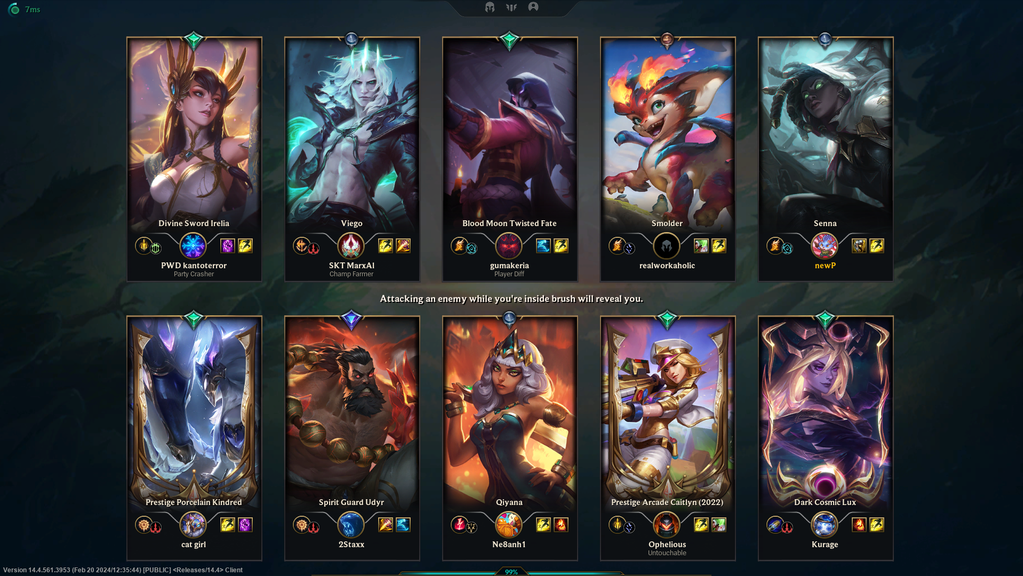 7ms
Divine Sword Irelia
PWD kantoterror
Party Crasher
Viego
SKT MarxAI
Champ Farmer
Blood Moon Twisted Fate
gumakeria
Player Diff
Smolder
realworkaholic
Senna
newP
Attacking an enemy while you're inside brush will reveal you.
Prestige Porcelain Kindred
cat girl
Spirit Guard Udyr
2Staxx
Qiyana
Ne8anh1
Prestige Arcade Caitlyn (2022)
Ophelious
Untouchable
Dark Cosmic Lux
Kurage
Version 14.4.561.3953 (Feb 20 2024/12:35:44) [PUBLIC] <Releases/14.4> Client
99%